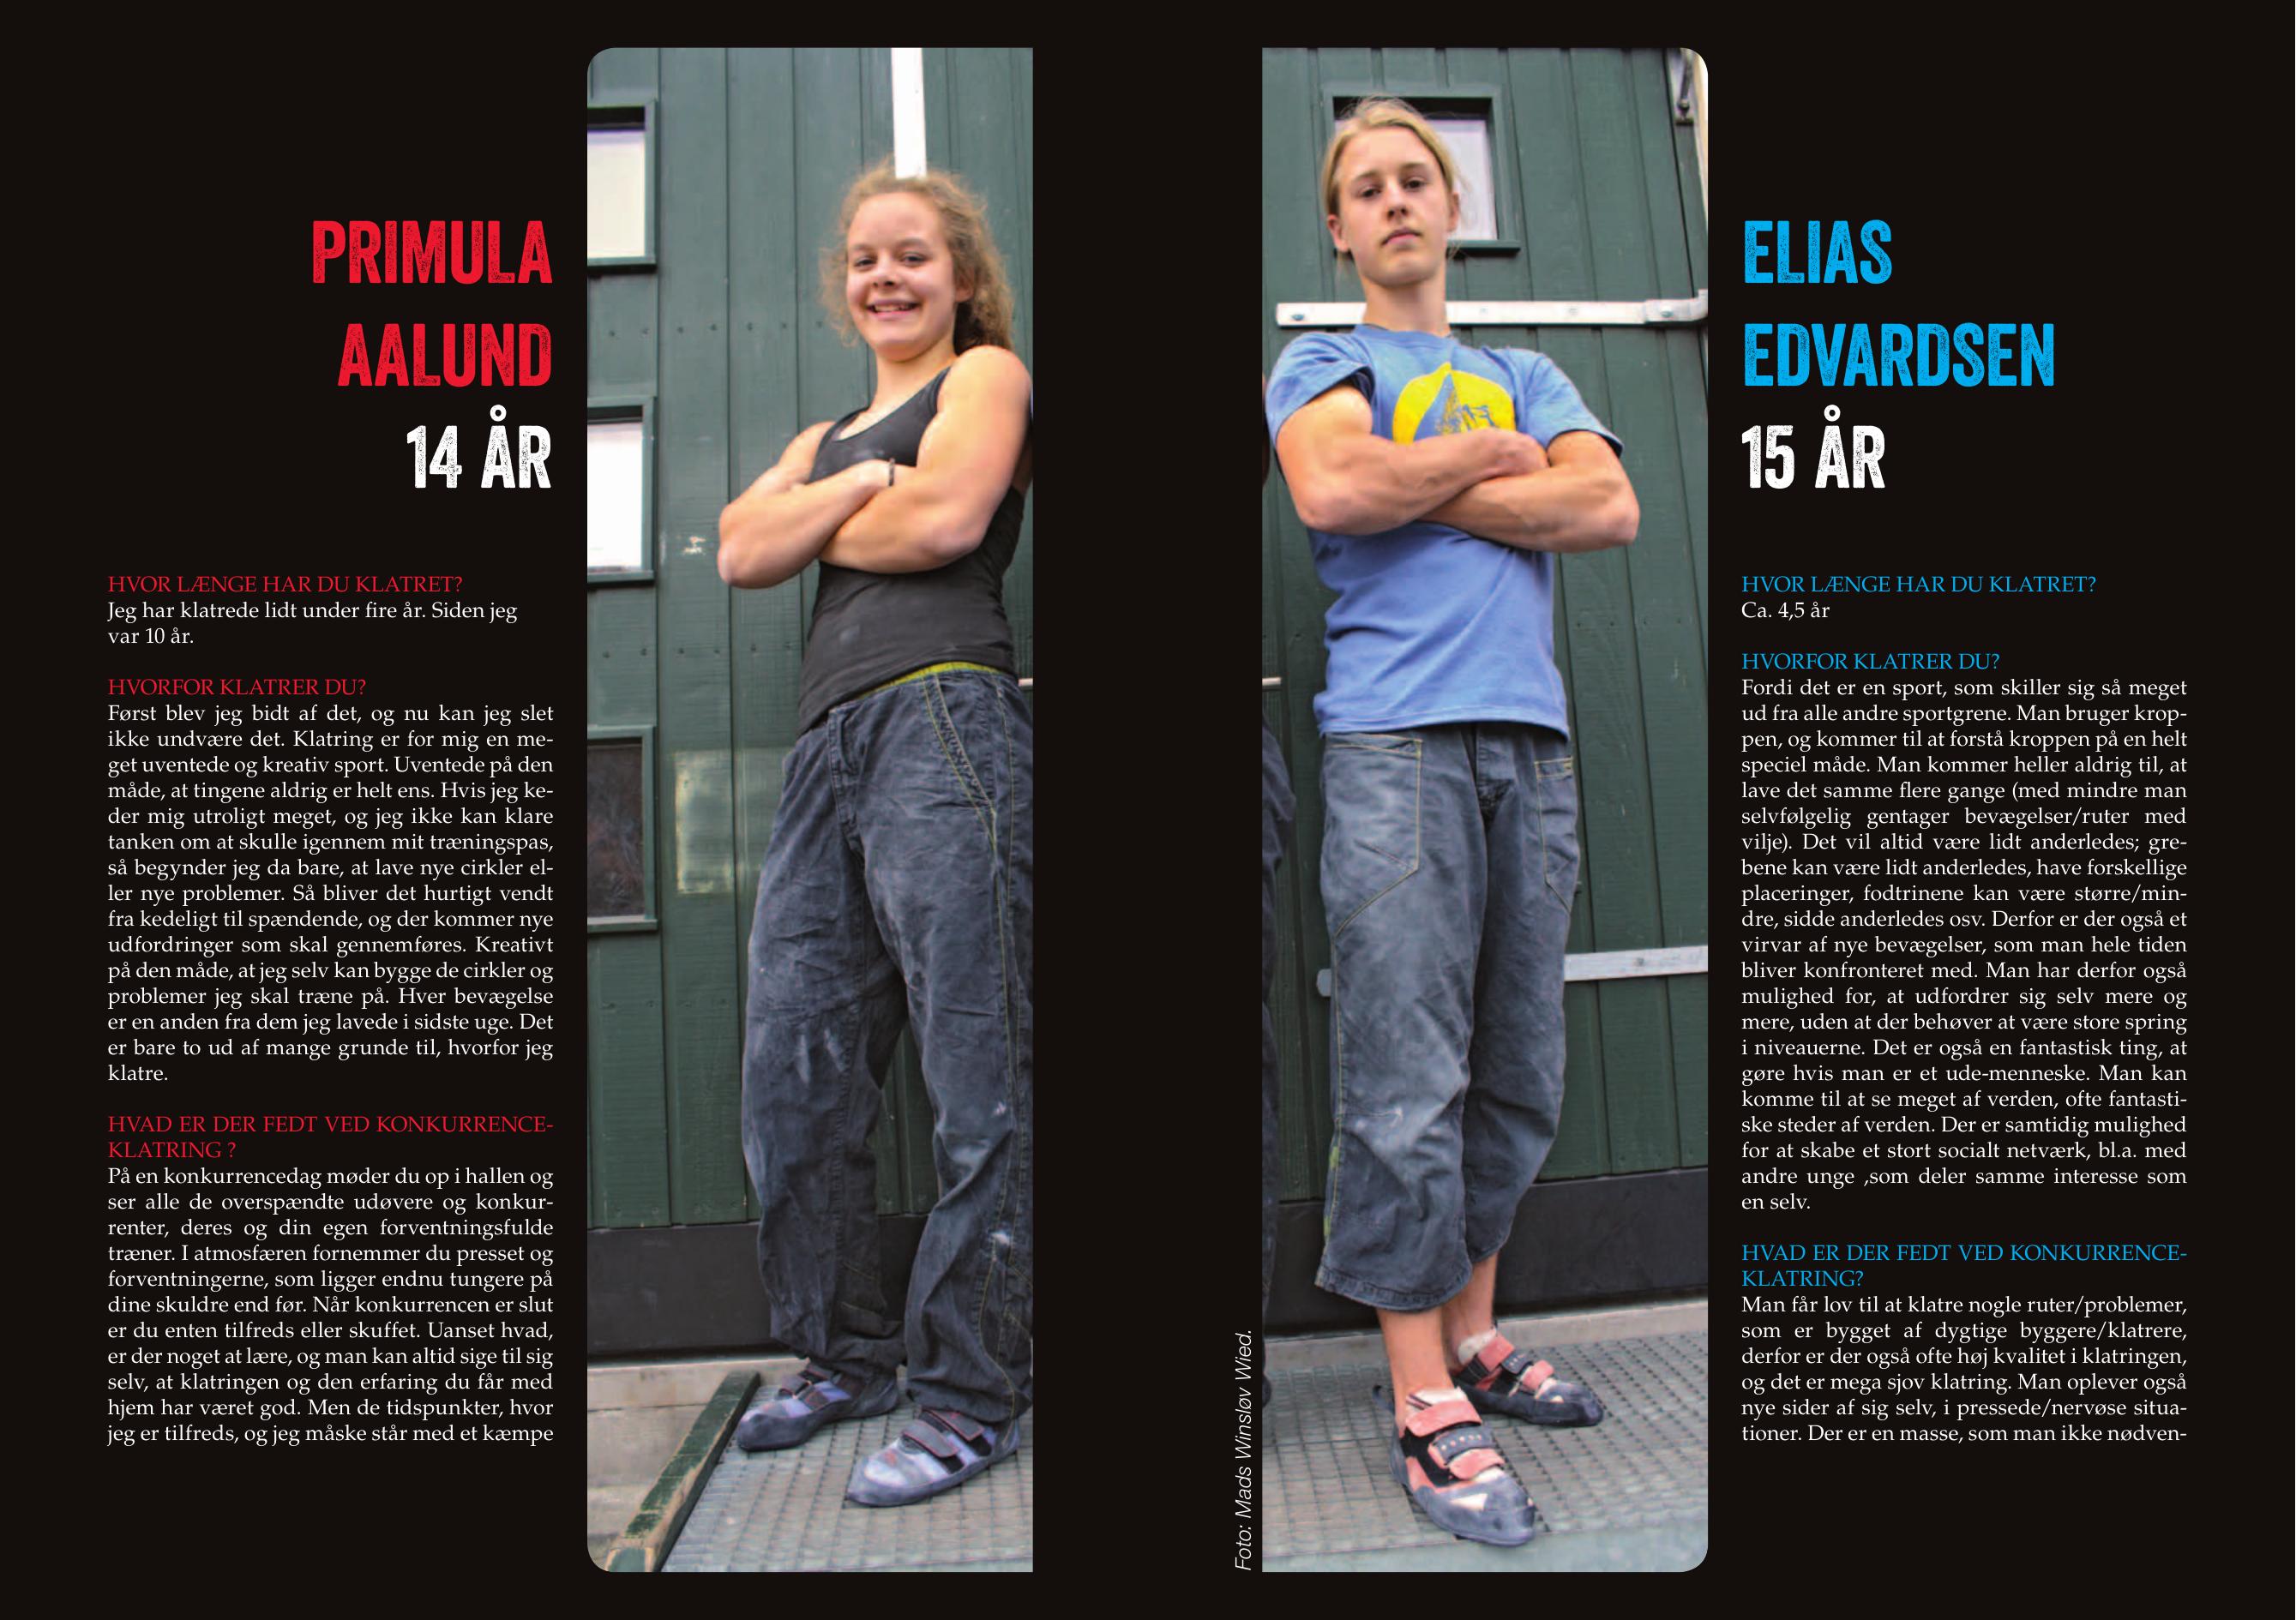 PRIMULA
AALUND
14 ÅR
HVOR LÆNGE HAR DU KLATRET?
Jeg har klatrede lidt under fire år. Siden jeg
var 10 år.
HVORFOR KLATRER DU?
Først blev jeg bidt af det, og nu kan jeg slet
ikke undvære det. Klatring er for mig en me-
get uventede og kreativ sport. Uventede på den
måde, at tingene aldrig er helt ens. Hvis jeg ke-
der mig utroligt meget, og jeg ikke kan klare
tanken om at skulle igennem mit træningspas,
så begynder jeg da bare, at lave nye cirkler el-
ler nye problemer. Så bliver det hurtigt vendt
fra kedeligt til spændende, og der kommer nye
udfordringer som skal gennemføres. Kreativt
på den måde, at jeg selv kan bygge de cirkler og
problemer jeg skal træne på. Hver bevægelse
er en anden fra dem jeg lavede i sidste uge. Det
er bare to ud af mange grunde til, hvorfor jeg
klatre.
HVAD ER DER FEDT VED KONKURRENCE-
KLATRING ?
På en konkurrencedag møder du op i hallen og
ser alle de overspændte udøvere og konkur-
renter, deres og din egen forventningsfulde
træner. I atmosfæren fornemmer du presset og
forventningerne, som ligger endnu tungere på
dine skuldre end før. Når konkurrencen er slut
er du enten tilfreds eller skuffet. Uanset hvad,
er der noget at lære, og man kan altid sige til sig
selv, at klatringen og den erfaring du får med
hjem har været god. Men de tidspunkter, hvor
jeg er tilfreds, og jeg måske står med et kæmpe
Foto: Mads Winsløv Wied.
ELIAS
EDVARDSEN
15 ÅR
HVOR LÆNGE HAR DU KLATRET?
Ca. 4,5 år
HVORFOR KLATRER DU?
Fordi det er en sport, som skiller sig så meget
ud fra alle andre sportgrene. Man bruger krop-
pen, og kommer til at forstå kroppen på en helt
speciel måde. Man kommer heller aldrig til, at
lave det samme flere gange (med mindre man
selvfølgelig gentager bevægelser/ruter med
vilje). Det vil altid være lidt anderledes; gre-
bene kan være lidt anderledes, have forskellige
placeringer, fodtrinene kan være større/min-
dre, sidde anderledes osv. Derfor er der også et
virvar af nye bevægelser, som man hele tiden
bliver konfronteret med. Man har derfor også
mulighed for, at udfordrer sig selv mere og
mere, uden at der behøver at være store spring
i niveauerne. Det er også en fantastisk ting, at
gøre hvis man er et ude-menneske. Man kan
komme til at se meget af verden, ofte fantasti-
ske steder af verden. Der er samtidig mulighed
for at skabe et stort socialt netværk, bl.a. med
andre unge ,som deler samme interesse som
en selv.
HVAD ER DER FEDT VED KONKURRENCE-
KLATRING?
Man får lov til at klatre nogle ruter/problemer,
som er bygget af dygtige byggere/klatrere,
derfor er der også ofte høj kvalitet i klatringen,
og det er mega sjov klatring. Man oplever også
nye sider af sig selv, i pressede/nervøse situa-
tioner. Der er en masse, som man ikke nødven-